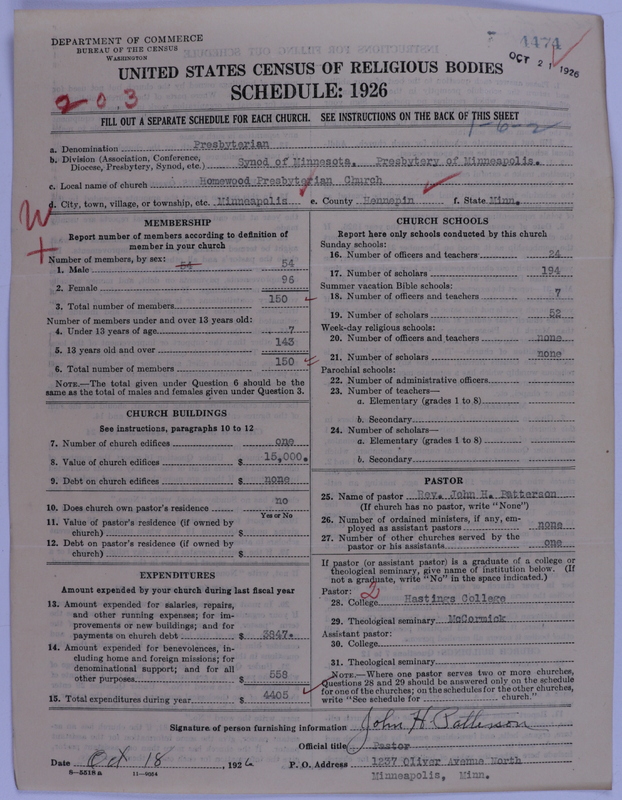 DEPARTMENT OF COMMERCE
BUREAU OF THE CENSUS
WASHINGTON
4474
OCT 21 1926
UNITED STATES CENSUS OF RELIGIOUS BODIES
SCHEDULE: 1926
203
FILL OUT A SEPARATE SCHEDULE FOR EACH CHURCH. SEE INSTRUCTIONS ON THE BACK OF THIS SHEET
1-6-2
a. Denomination Presbyterian
b. Division (Association, Conference, Diocese, Presbytery, Synod, etc.) Synod of Minnesota, Presbytery of Minneapolis.
c. Local name of church Homewood Presbyterian Church
d. City, town, village, or township, etc. Minneapolis e. County Hennepin f. State Minn.
MEMBERSHIP
Report number of members according to definition of
member in your church
Number of members, by sex:
1. Male 54 54
2. Female 96
3. Total number of members 150
Number of members under and over 13 years old:
4. Under 13 years of age 7
5. 13 years old and over 143
6. Total number of members 150
NOTE.—The total given under Question 6 should be the
same as the total of males and females given under Question 3.
CHURCH BUILDINGS
See instructions, paragraphs 10 to 12
7. Number of church edifices one
8. Value of church edifices $ 15,000.
9. Debt on church edifices $ none
10. Does church own pastor's residence no
Yes or No
11. Value of pastor's residence (if owned by
church) $
12. Debt on pastor's residence (if owned by
church) $
EXPENDITURES
Amount expended by your church during last fiscal year
13. Amount expended for salaries, repairs,
and other running expenses; for im-
provements or new buildings; and for
payments on church debt $ 3847.
14. Amount expended for benevolences, in-
cluding home and foreign missions; for
denominational support; and for all
other purposes $ 558
15. Total expenditures during year $ 4405
CHURCH SCHOOLS
Report here only schools conducted by this church
Sunday schools:
16. Number of officers and teachers 24
17. Number of scholars 194
Summer vacation Bible schools:
18. Number of officers and teachers 7
19. Number of scholars 52
Week-day religious schools:
20. Number of officers and teachers none
21. Number of scholars none
Parochial schools:
22. Number of administrative officers
23. Number of teachers—
a. Elementary (grades 1 to 8)
b. Secondary
24. Number of scholars—
a. Elementary (grades 1 to 8)
b. Secondary
PASTOR
25. Name of pastor Rev. John H. Patterson
(If church has no pastor, write "None")
26. Number of ordained ministers, if any, em-
ployed as assistant pastors none
27. Number of other churches served by the
pastor or his assistants one
If pastor (or assistant pastor) is a graduate of a college or
theological seminary, give name of institution below. (If
not a graduate, write "No" in the space indicated.)
Pastor: 2
28. College Hastings College
29. Theological seminary McCormick
Assistant pastor:
30. College
31. Theological seminary
NOTE.—Where one pastor serves two or more churches,
Questions 28 and 29 should be answered only on the schedule
for one of the churches; on the schedules for the other churches,
write "See schedule for church."
Signature of person furnishing information John H. Patterson
Official title Pastor
Date Oct 18, 1926 P. O. Address 1237 Oliver Avenue North
8—5518a 11—9054 Minneapolis, Minn.